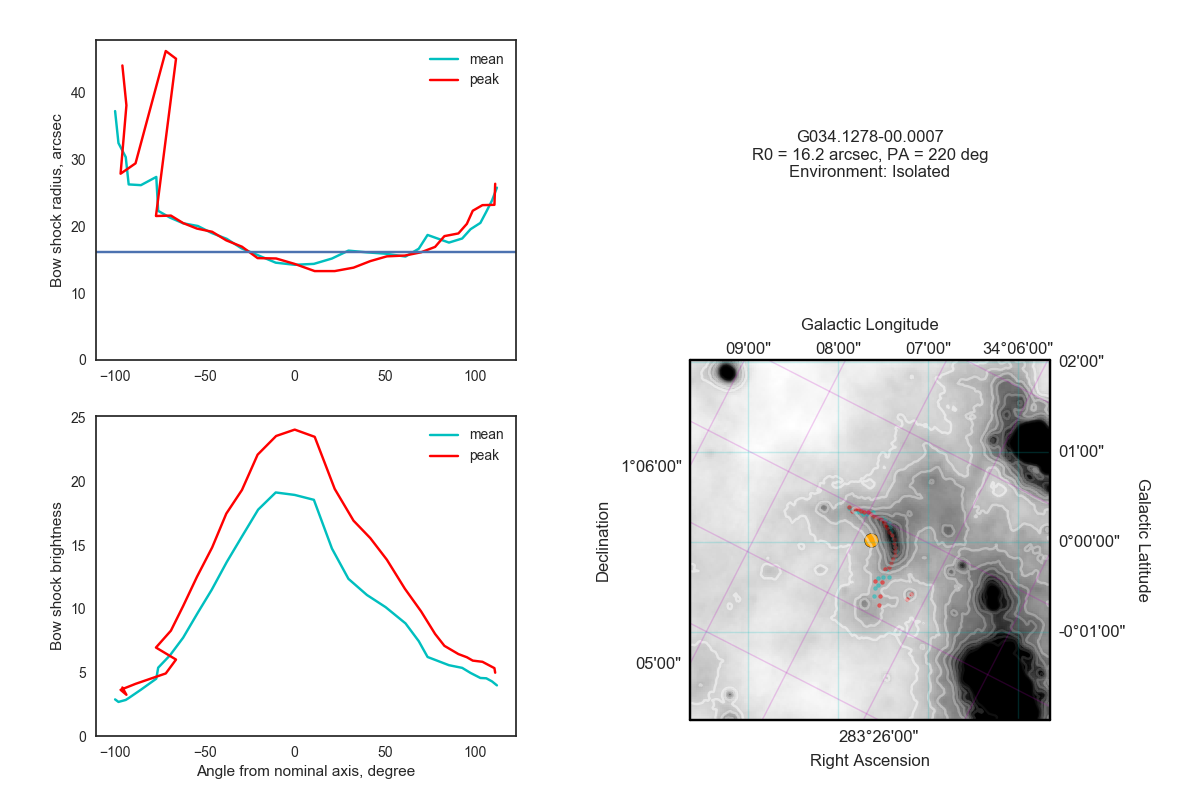 mean
peak
40
30
20
10
0
Bow shock radius, arcsec
−100
−50
0
50
100
mean
peak
25
20
15
10
5
0
Bow shock brightness
−100
−50
0
50
100
Angle from nominal axis, degree
G034.1278-00.0007
R0 = 16.2 arcsec, PA = 220 deg
Environment: Isolated
Galactic Longitude
09'00"
08'00"
07'00"
34°06'00"
02'00"
01'00"
0°00'00"
-0°01'00"
Galactic Latitude
1°06'00"
05'00"
Declination
283°26'00"
Right Ascension